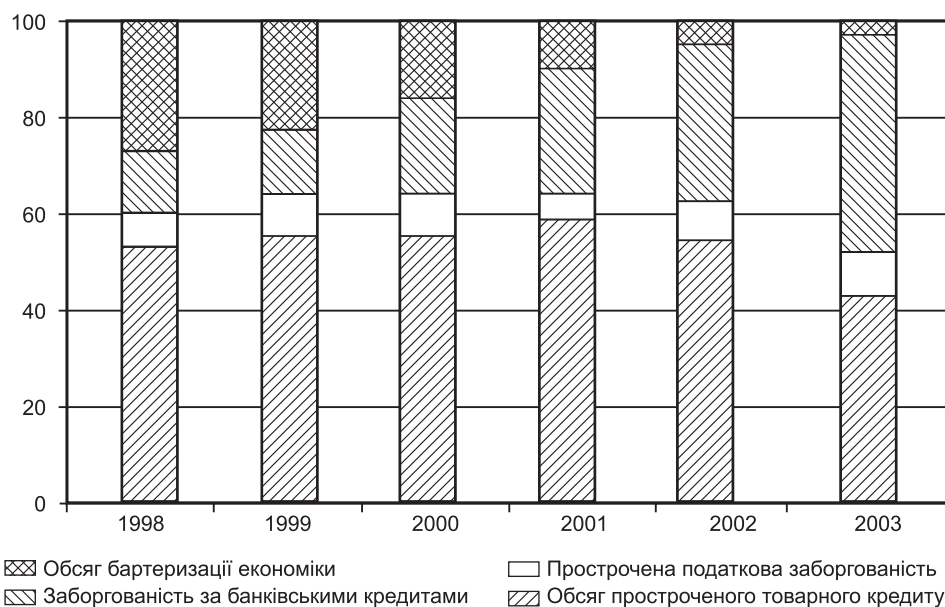 100
80
60
40
20
0
1998 1999 2000 2001 2002 2003
Обсяг бартеризації економіки
Прострочена податкова заборгованість
Заборгованість за банківськими кредитами
Обсяг простроченого товарного кредиту